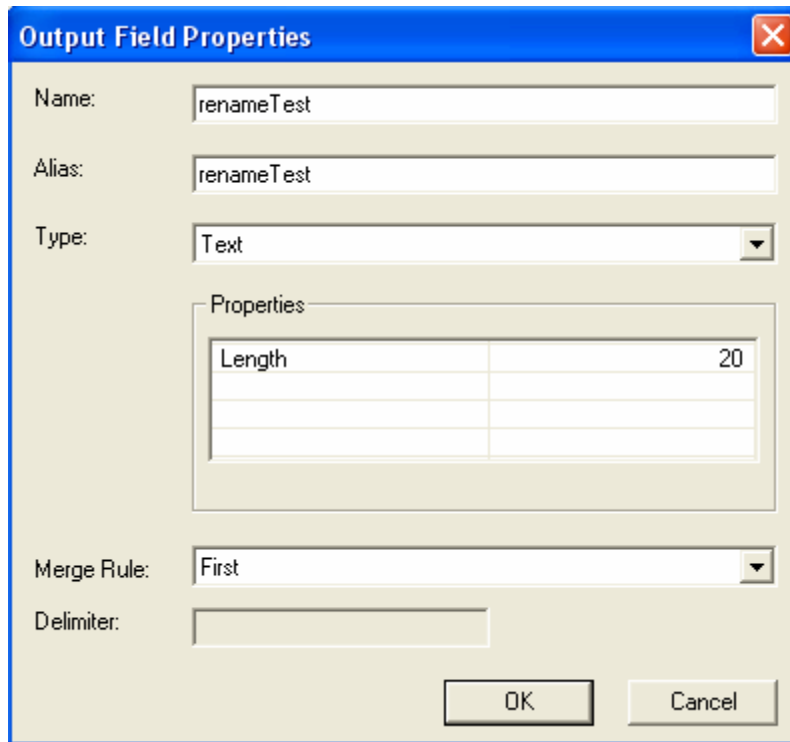 Output Field Properties
Name: renameTest
Alias: renameTest
Type: Text
Properties
Length 20
Merge Rule: First
Delimiter:
OK Cancel